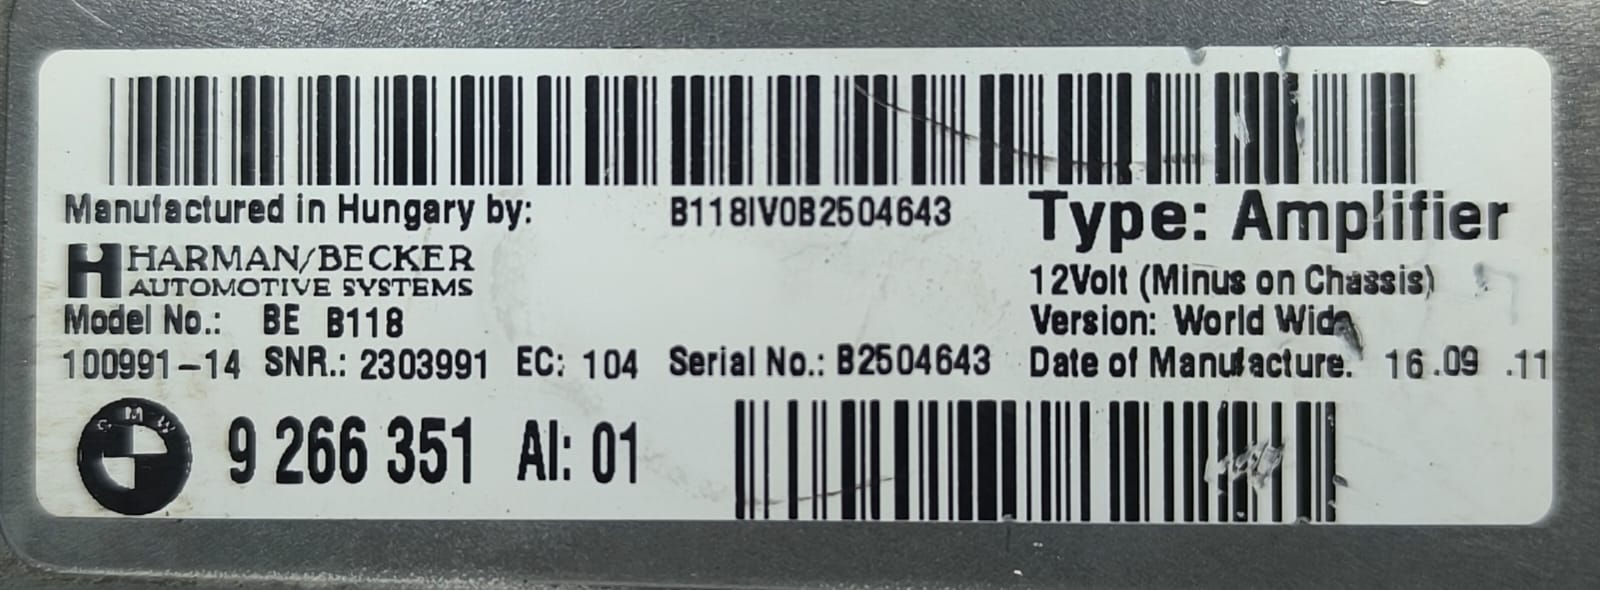 Manufactured in Hungary by:
B118IV0B2504643
Type: Amplifier
HARMAN/BECKER
AUTOMOTIVE SYSTEMS
12Volt (Minus on Chassis)
Model No.: BE B118
Version: World Wide
100991-14 SNR.: 2303991 EC: 104 Serial No.: B2504643 Date of Manufacture. 16.09 .11
BMW
9 266 351 AI: 01